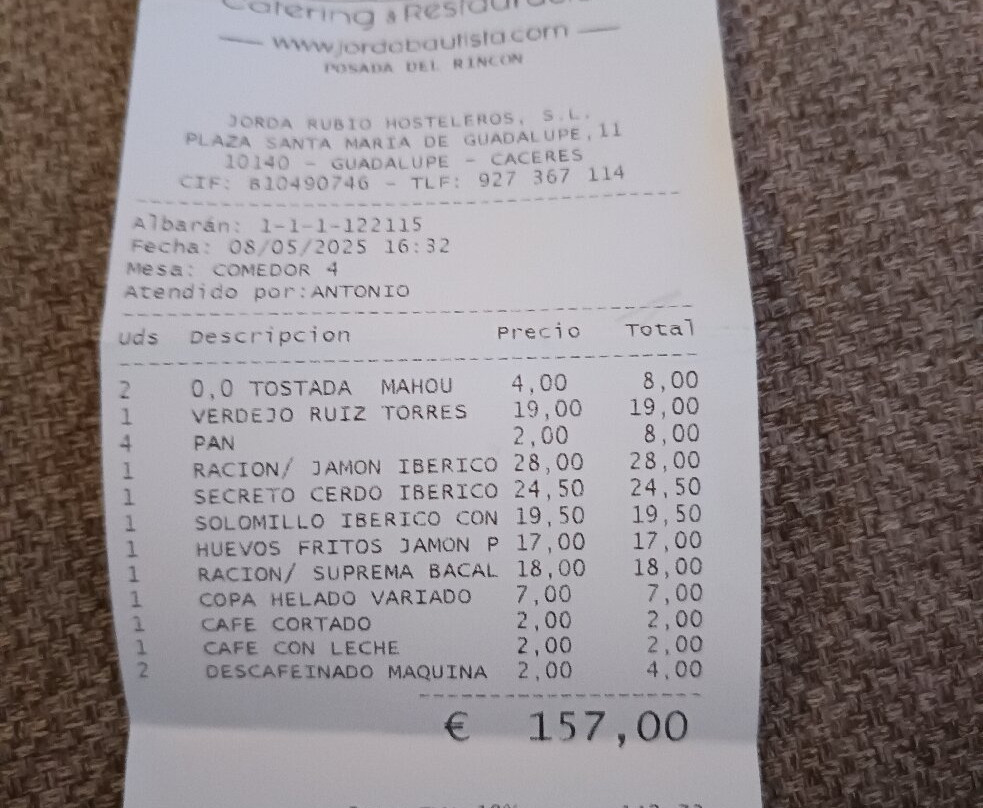 Catering & Restauración
www.jordabautista.com
POSADA DEL RINCON
JORDA RUBIO HOSTELEROS, S.L.
PLAZA SANTA MARIA DE GUADALUPE,11
10140 - GUADALUPE - CACERES
CIF: B10490746 - TLF: 927 367 114
Albarán: 1-1-1-122115
Fecha: 08/05/2025 16:32
Mesa: COMEDOR 4
Atendido por:ANTONIO
uds Descripcion Precio Total
2 0,0 TOSTADA MAHOU 4,00 8,00
1 VERDEJO RUIZ TORRES 19,00 19,00
4 PAN 2,00 8,00
1 RACION/ JAMON IBERICO 28,00 28,00
1 SECRETO CERDO IBERICO 24,50 24,50
1 SOLOMILLO IBERICO CON 19,50 19,50
1 HUEVOS FRITOS JAMON P 17,00 17,00
1 RACION/ SUPREMA BACAL 18,00 18,00
1 COPA HELADO VARIADO 7,00 7,00
1 CAFE CORTADO 2,00 2,00
1 CAFE CON LECHE 2,00 2,00
2 DESCAFEINADO MAQUINA 2,00 4,00
€ 157,00